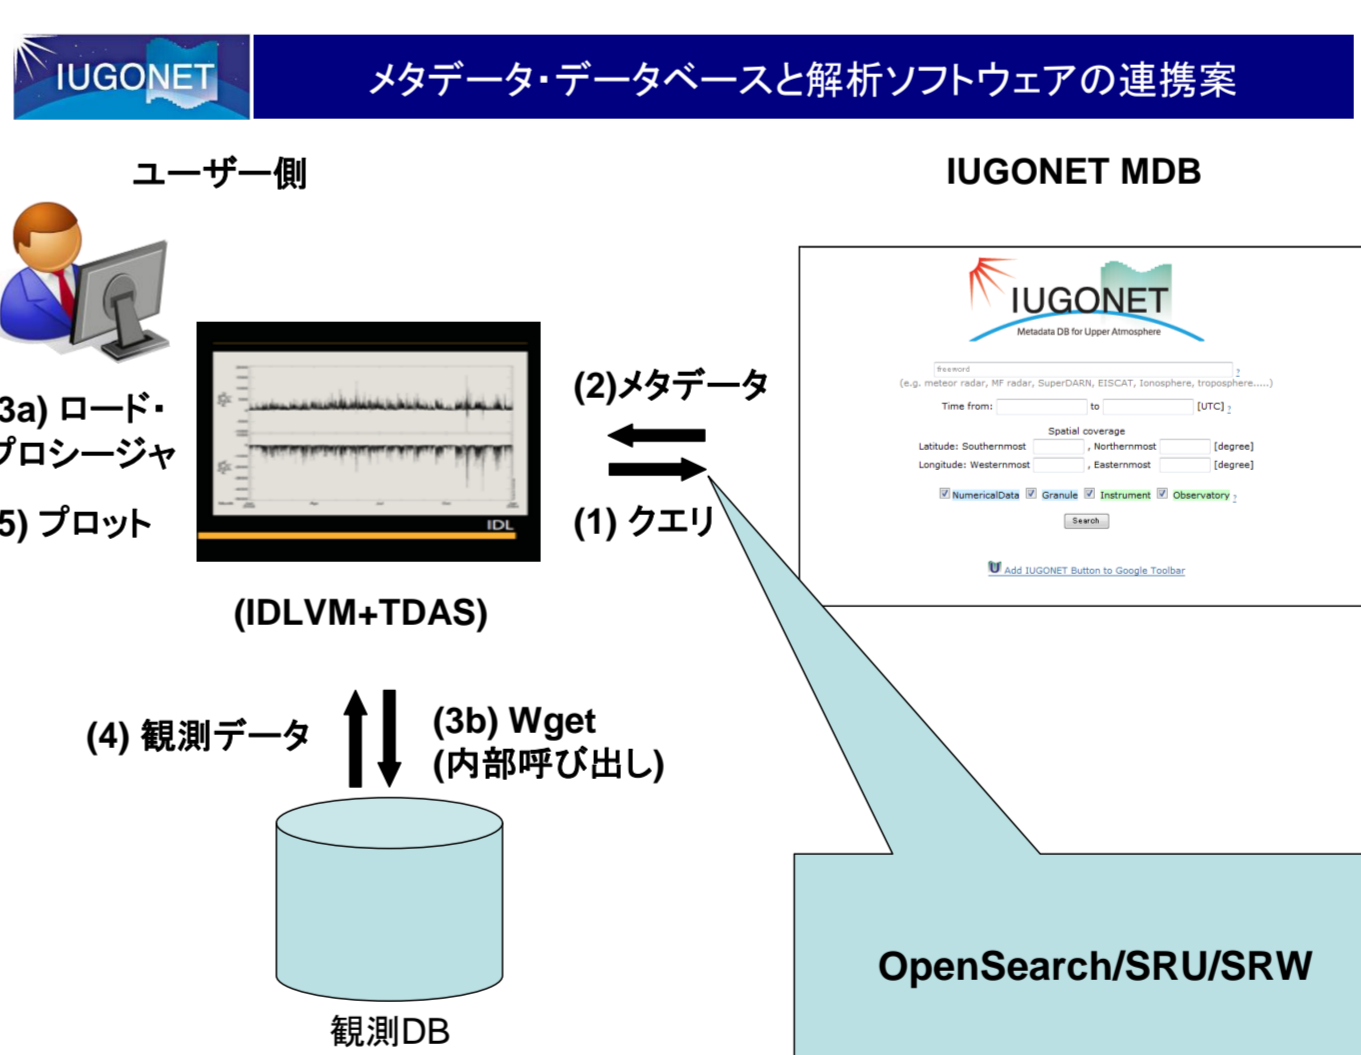 IUGONET
メタデータ・データベースと解析ソフトウェアの連携案
ユーザー側
IUGONET MDB
IUGONET
Metadata DB for Upper Atmosphere
freeword
?
(e.g. meteor radar, MF radar, SuperDARN, EISCAT, Ionosphere, troposphere.....)
Time from: to [UTC] ?
Spatial coverage
Latitude: Southernmost , Northernmost [degree]
Longitude: Westernmost , Easternmost [degree]
NumericalData Granule Instrument Observatory ?
Search
Add IUGONET Button to Google Toolbar
3a) ロード・
プロシージャ
5) プロット
IDL
(2)メタデータ
(1) クエリ
(IDLVM+TDAS)
(4) 観測データ
(3b) Wget
(内部呼び出し)
観測DB
OpenSearch/SRU/SRW